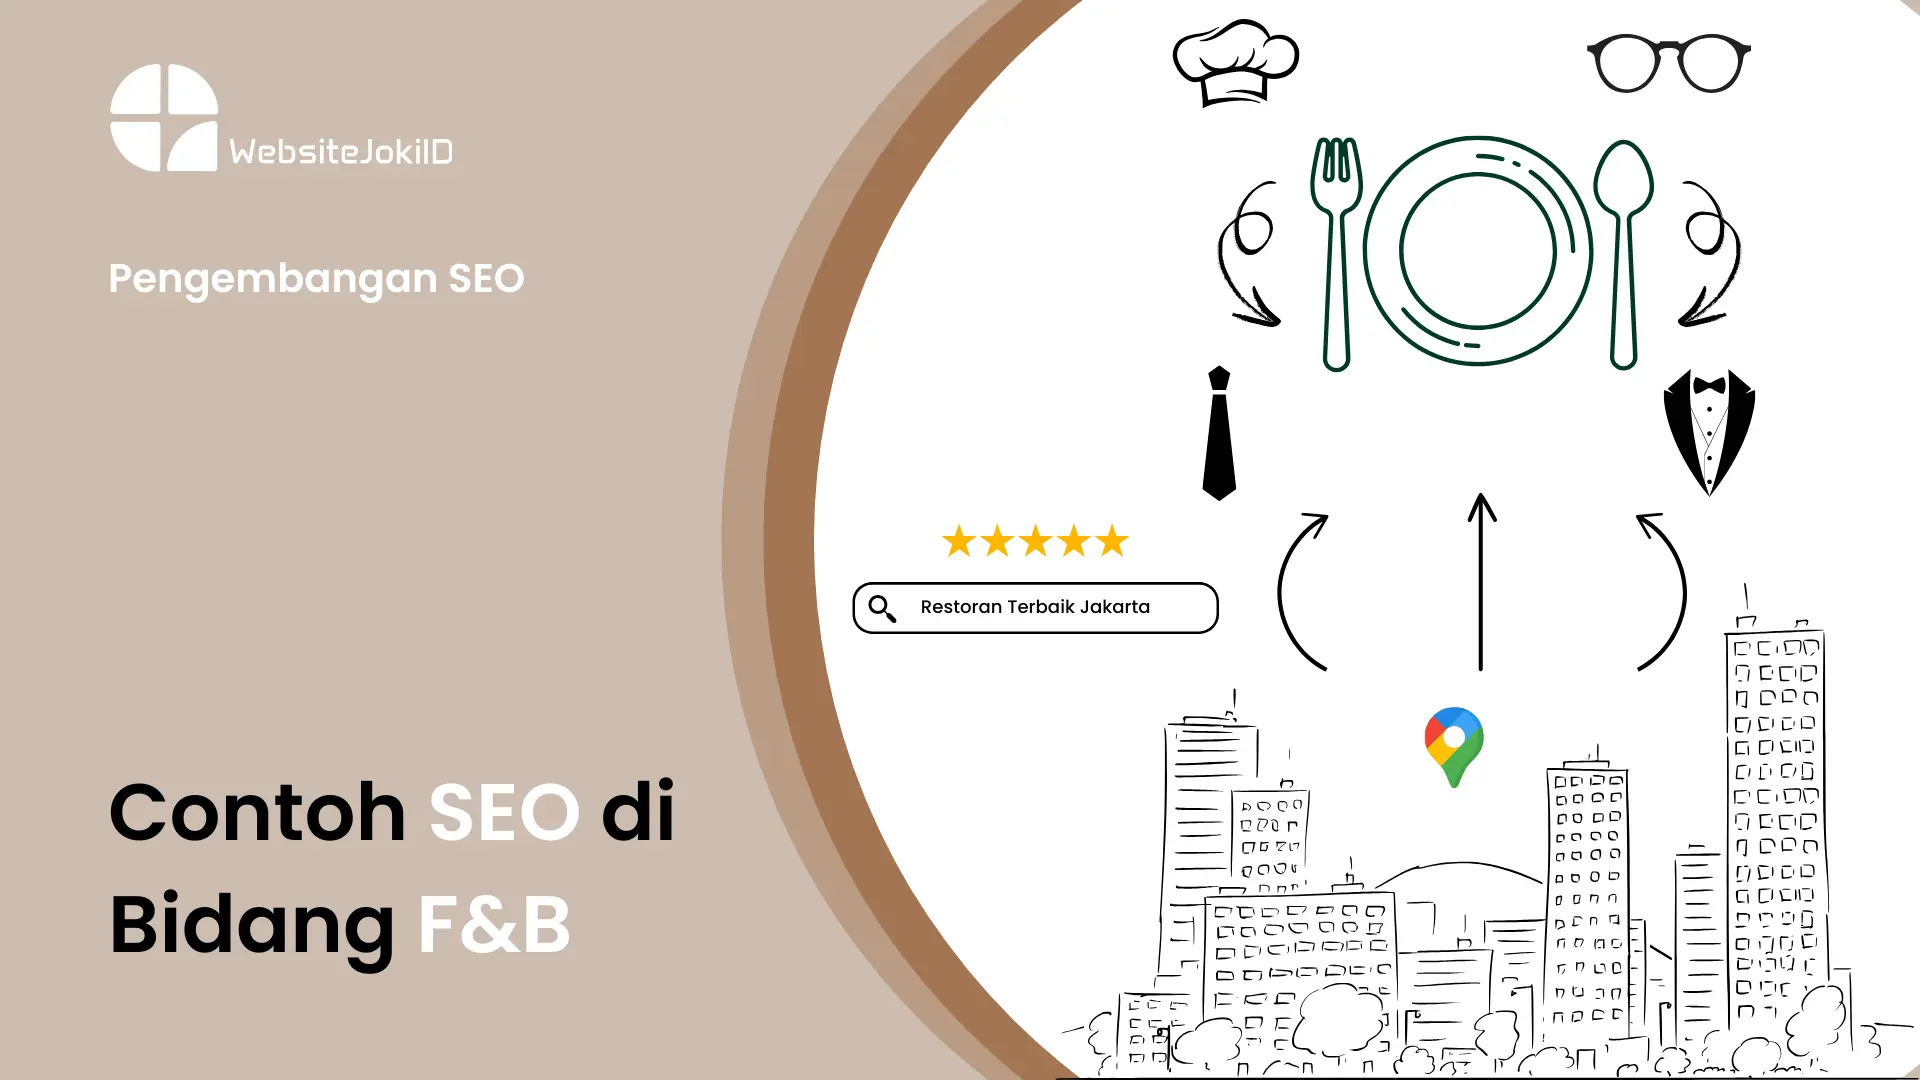 WebsiteJokiID
Pengembangan SEO
Restoran Terbaik Jakarta
Contoh SEO di
Bidang F&B